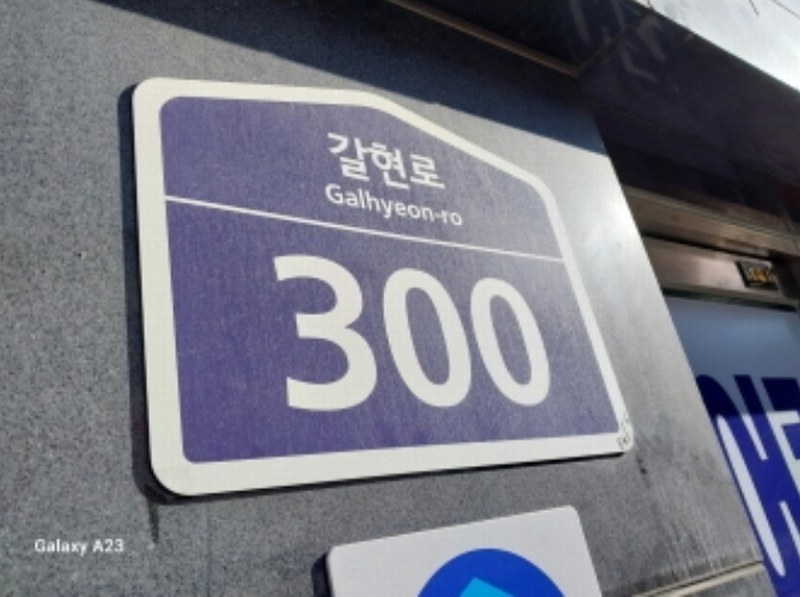 갈현로
Galhyeon-ro
300
Galaxy A23